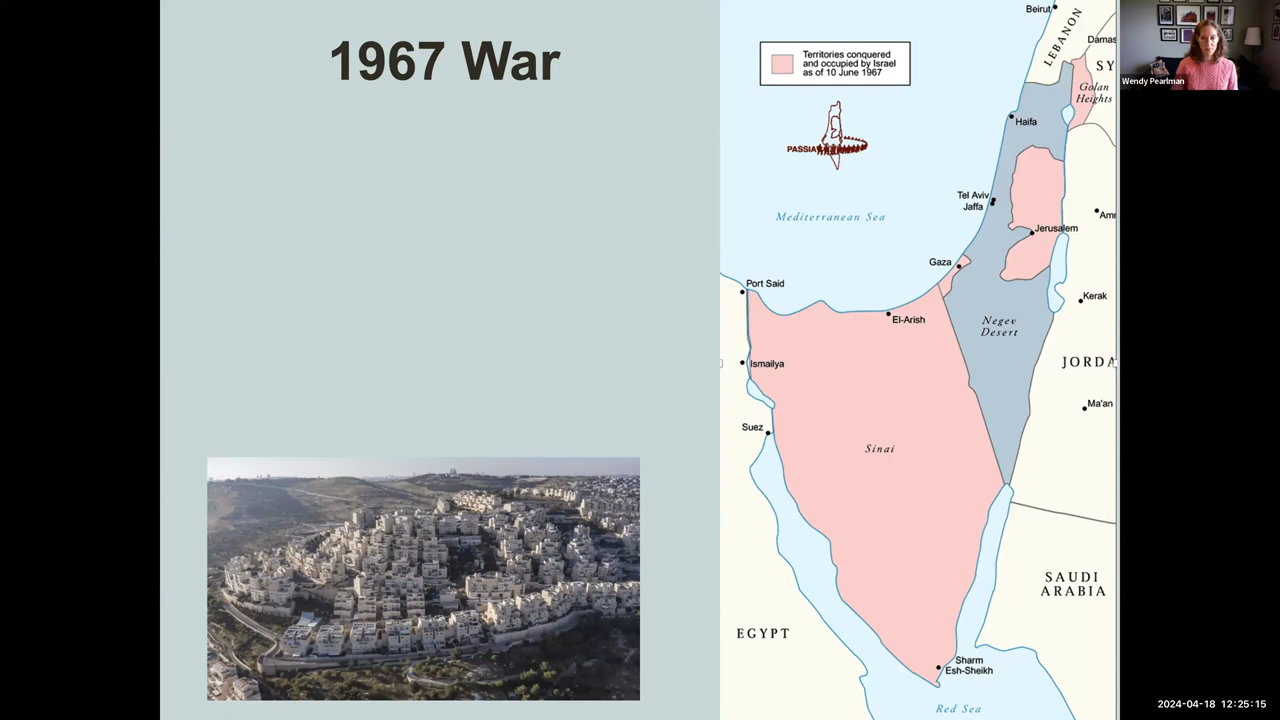 1967 War
Territories conquered
and occupied by Israel
as of 10 June 1967
PASSIA
Beirut
LEBANON
Damas
SY
Golan
Heights
Haifa
Tel Aviv
Jaffa
Mediterranean Sea
Amm
Jerusalem
Gaza
Port Said
Kerak
El-Arish
Negev
Desert
Ismailya
JORDA
Ma'an
Suez
Sinai
SAUDI
ARABIA
EGYPT
Sharm
Esh-Sheikh
Red Sea
Wendy Pearlman
2024-04-18 12:25:15